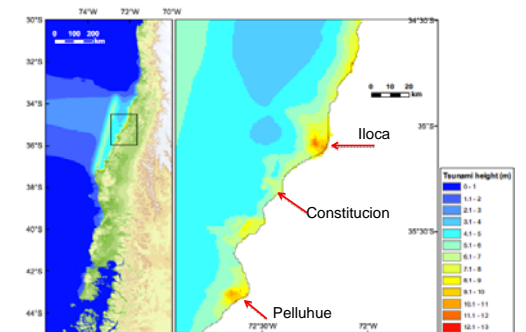 74°W 72°W 70°W
30°S
32°S
34°S
36°S
38°S
40°S
42°S
44°S
0 100 200
km
34°30'S
35°S
35°30'S
72°30'W 72°W
0 10 20
km
Iloca
Constitucion
Pelluhue
Tsunami height (m)
0 - 1
1.1 - 2
2.1 - 3
3.1 - 4
4.1 - 5
5.1 - 6
6.1 - 7
7.1 - 8
8.1 - 9
9.1 - 10
10.1 - 11
11.1 - 12
12.1 - 13